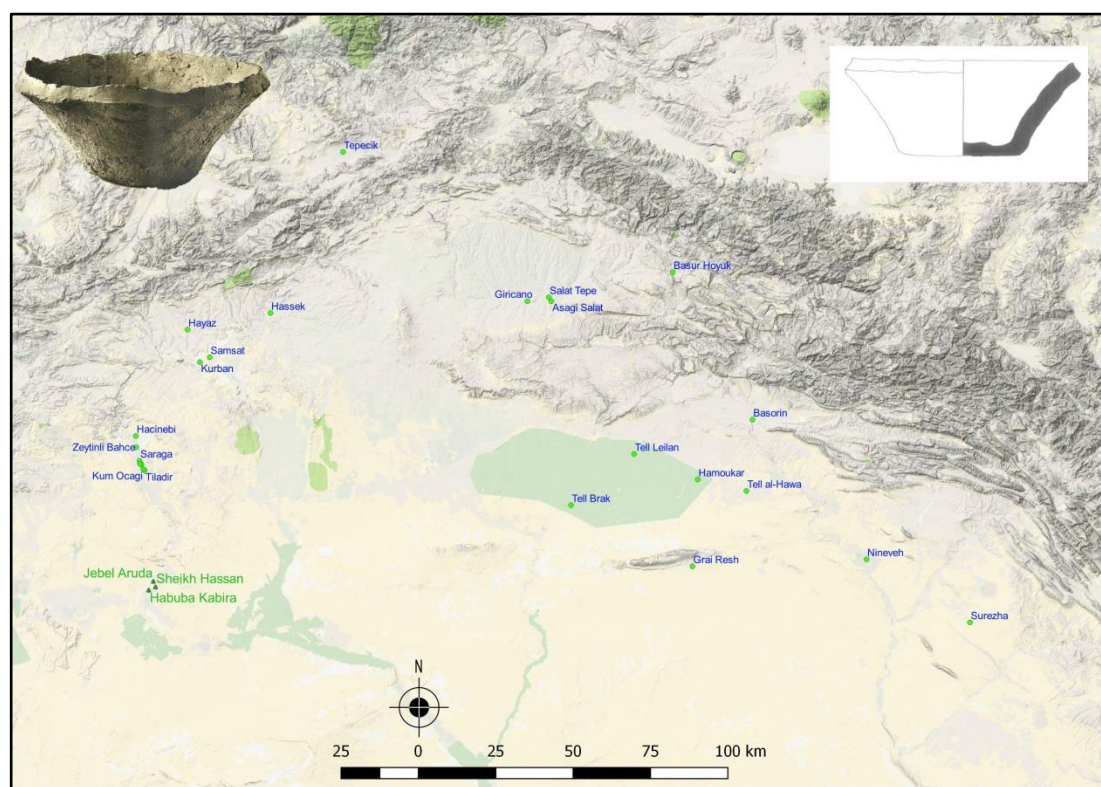 Tepecik
Basur Hoyuk
Salat Tepe
Giricano
Asagi Salat
Hassek
Hayaz
Samsat
Kurban
Basorin
Hacinebi
Zeytinli Bahce
Saraga
Kum Ocagi
Tiladir
Tell Leilan
Hamoukar
Tell al-Hawa
Tell Brak
Nineveh
Grai Resh
Jebel Aruda
Sheikh Hassan
Habuba Kabira
Surezha
N
25 0 25 50 75 100 km